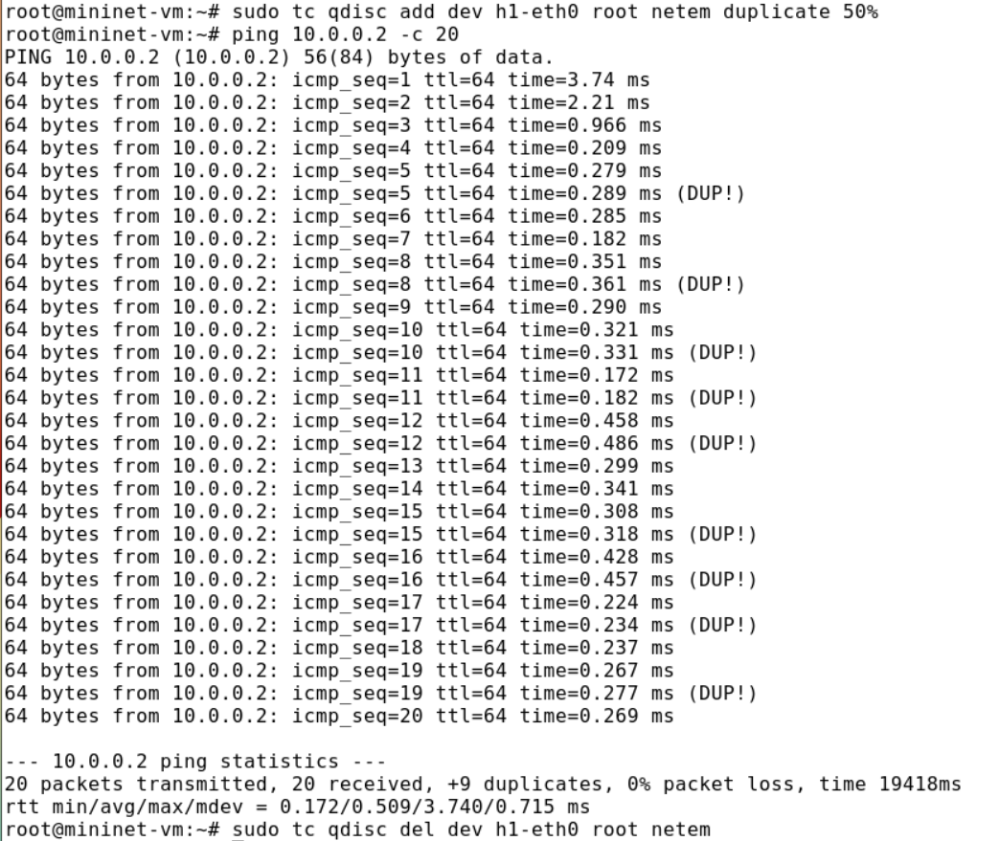 root@mininet-vm:~# sudo tc qdisc add dev h1-eth0 root netem duplicate 50%
root@mininet-vm:~# ping 10.0.0.2 -c 20
PING 10.0.0.2 (10.0.0.2) 56(84) bytes of data.
64 bytes from 10.0.0.2: icmp_seq=1 ttl=64 time=3.74 ms
64 bytes from 10.0.0.2: icmp_seq=2 ttl=64 time=2.21 ms
64 bytes from 10.0.0.2: icmp_seq=3 ttl=64 time=0.966 ms
64 bytes from 10.0.0.2: icmp_seq=4 ttl=64 time=0.209 ms
64 bytes from 10.0.0.2: icmp_seq=5 ttl=64 time=0.279 ms
64 bytes from 10.0.0.2: icmp_seq=5 ttl=64 time=0.289 ms (DUP!)
64 bytes from 10.0.0.2: icmp_seq=6 ttl=64 time=0.285 ms
64 bytes from 10.0.0.2: icmp_seq=7 ttl=64 time=0.182 ms
64 bytes from 10.0.0.2: icmp_seq=8 ttl=64 time=0.351 ms
64 bytes from 10.0.0.2: icmp_seq=8 ttl=64 time=0.361 ms (DUP!)
64 bytes from 10.0.0.2: icmp_seq=9 ttl=64 time=0.290 ms
64 bytes from 10.0.0.2: icmp_seq=10 ttl=64 time=0.321 ms
64 bytes from 10.0.0.2: icmp_seq=10 ttl=64 time=0.331 ms (DUP!)
64 bytes from 10.0.0.2: icmp_seq=11 ttl=64 time=0.172 ms
64 bytes from 10.0.0.2: icmp_seq=11 ttl=64 time=0.182 ms (DUP!)
64 bytes from 10.0.0.2: icmp_seq=12 ttl=64 time=0.458 ms
64 bytes from 10.0.0.2: icmp_seq=12 ttl=64 time=0.486 ms (DUP!)
64 bytes from 10.0.0.2: icmp_seq=13 ttl=64 time=0.299 ms
64 bytes from 10.0.0.2: icmp_seq=14 ttl=64 time=0.341 ms
64 bytes from 10.0.0.2: icmp_seq=15 ttl=64 time=0.308 ms
64 bytes from 10.0.0.2: icmp_seq=15 ttl=64 time=0.318 ms (DUP!)
64 bytes from 10.0.0.2: icmp_seq=16 ttl=64 time=0.428 ms
64 bytes from 10.0.0.2: icmp_seq=16 ttl=64 time=0.457 ms (DUP!)
64 bytes from 10.0.0.2: icmp_seq=17 ttl=64 time=0.224 ms
64 bytes from 10.0.0.2: icmp_seq=17 ttl=64 time=0.234 ms (DUP!)
64 bytes from 10.0.0.2: icmp_seq=18 ttl=64 time=0.237 ms
64 bytes from 10.0.0.2: icmp_seq=19 ttl=64 time=0.267 ms
64 bytes from 10.0.0.2: icmp_seq=19 ttl=64 time=0.277 ms (DUP!)
64 bytes from 10.0.0.2: icmp_seq=20 ttl=64 time=0.269 ms
--- 10.0.0.2 ping statistics ---
20 packets transmitted, 20 received, +9 duplicates, 0% packet loss, time 19418ms
rtt min/avg/max/mdev = 0.172/0.509/3.740/0.715 ms
root@mininet-vm:~# sudo tc qdisc del dev h1-eth0 root netem